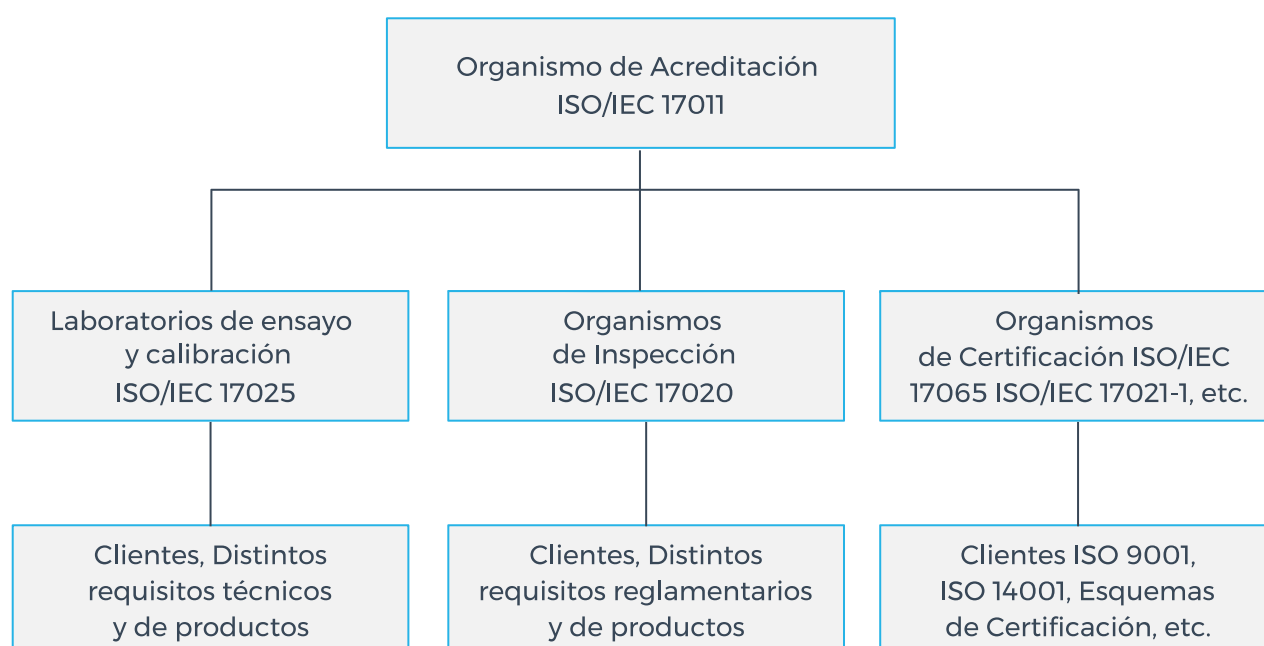 Organismo de Acreditación
ISO/IEC 17011
Laboratorios de ensayo
y calibración
ISO/IEC 17025
Organismos
de Inspección
ISO/IEC 17020
Organismos
de Certificación ISO/IEC
17065 ISO/IEC 17021-1, etc.
Clientes, Distintos
requisitos técnicos
y de productos
Clientes, Distintos
requisitos reglamentarios
y de productos
Clientes ISO 9001,
ISO 14001, Esquemas
de Certificación, etc.